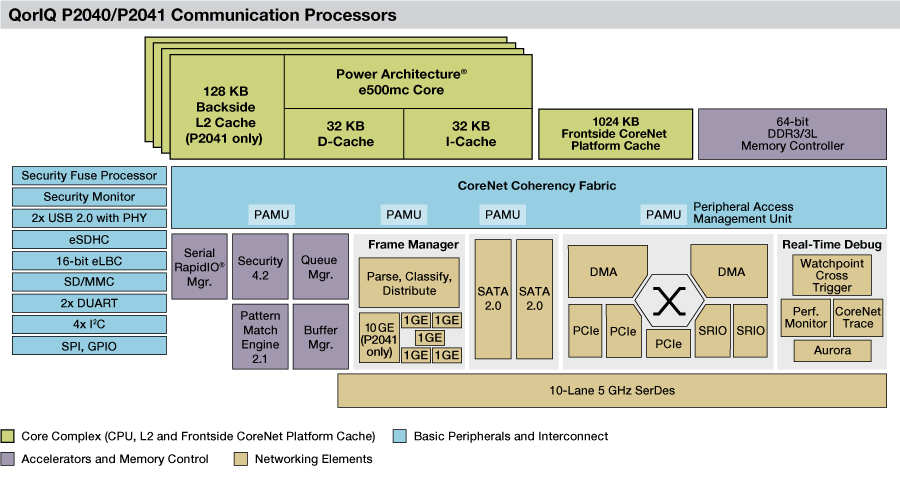 QorIQ P2040/P2041 Communication Processors
128 KB
Backside
L2 Cache
(P2041 only)
Power Architecture®
e500mc Core
32 KB
D-Cache
32 KB
I-Cache
1024 KB
Frontside CoreNet
Platform Cache
64-bit
DDR3/3L
Memory Controller
Security Fuse Processor
Security Monitor
2x USB 2.0 with PHY
eSDHC
16-bit eLBC
SD/MMC
2x DUART
4x I²C
SPI, GPIO
CoreNet Coherency Fabric
PAMU
PAMU
PAMU
PAMU
Peripheral Access
Management Unit
Serial
RapidIO®
Mgr.
Security
4.2
Queue
Mgr.
Pattern
Match
Engine
2.1
Buffer
Mgr.
Frame Manager
Parse, Classify,
Distribute
10 GE
(P2041
only)
1GE
1GE
1GE
1GE
1GE
SATA
2.0
SATA
2.0
DMA
DMA
PCIe
PCIe
PCIe
SRIO
SRIO
Real-Time Debug
Watchpoint
Cross
Trigger
Perf.
Monitor
CoreNet
Trace
Aurora
10-Lane 5 GHz SerDes
Core Complex (CPU, L2 and Frontside CoreNet Platform Cache)
Basic Peripherals and Interconnect
Accelerators and Memory Control
Networking Elements